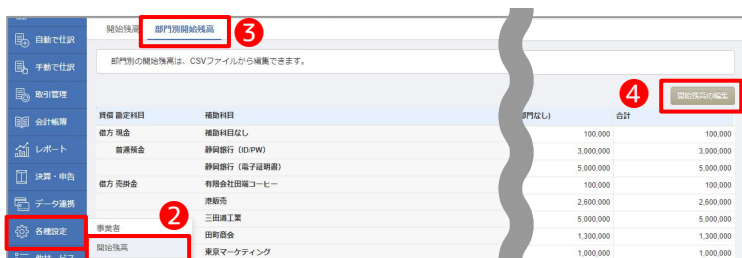 開始残高 部門別開始残高 3
自動で仕訳
手動で仕訳
部門別の開始残高は、CSVファイルから編集できます。
取引管理
4 開始残高の編集
会計帳簿
貸借 勘定科目 補助科目 部門なし) 合計
借方 現金 補助科目なし 100,000 100,000
レポート
普通預金 静岡銀行（ID/PW） 3,000,000 3,000,000
静岡銀行（電子証明書） 5,000,000 5,000,000
決算・申告
借方 売掛金 有限会社田端コーヒー 100,000 100,000
データ連携
港販売 2,600,000 2,600,000
2 三田浦工業 5,000,000 5,000,000
各種設定
事業者 田町商会 1,300,000 1,300,000
開始残高 東京マーケティング 1,000,000 1,000,000